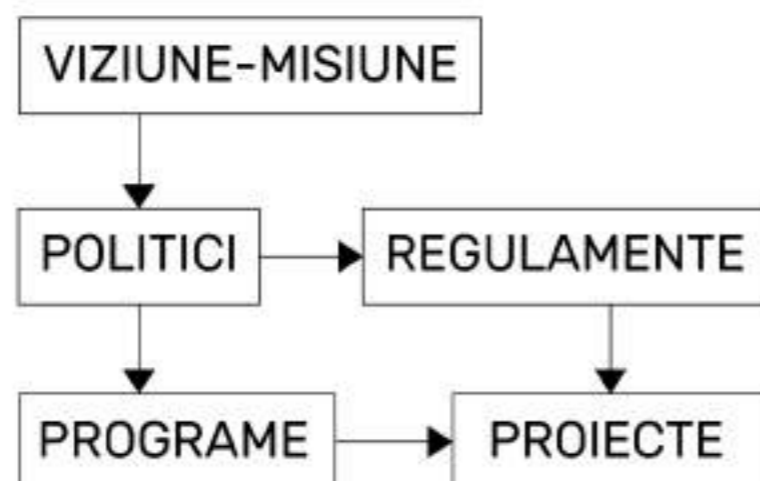 VIZIUNE-MISIUNE
POLITICI
REGULAMENTE
PROGRAME
PROIECTE